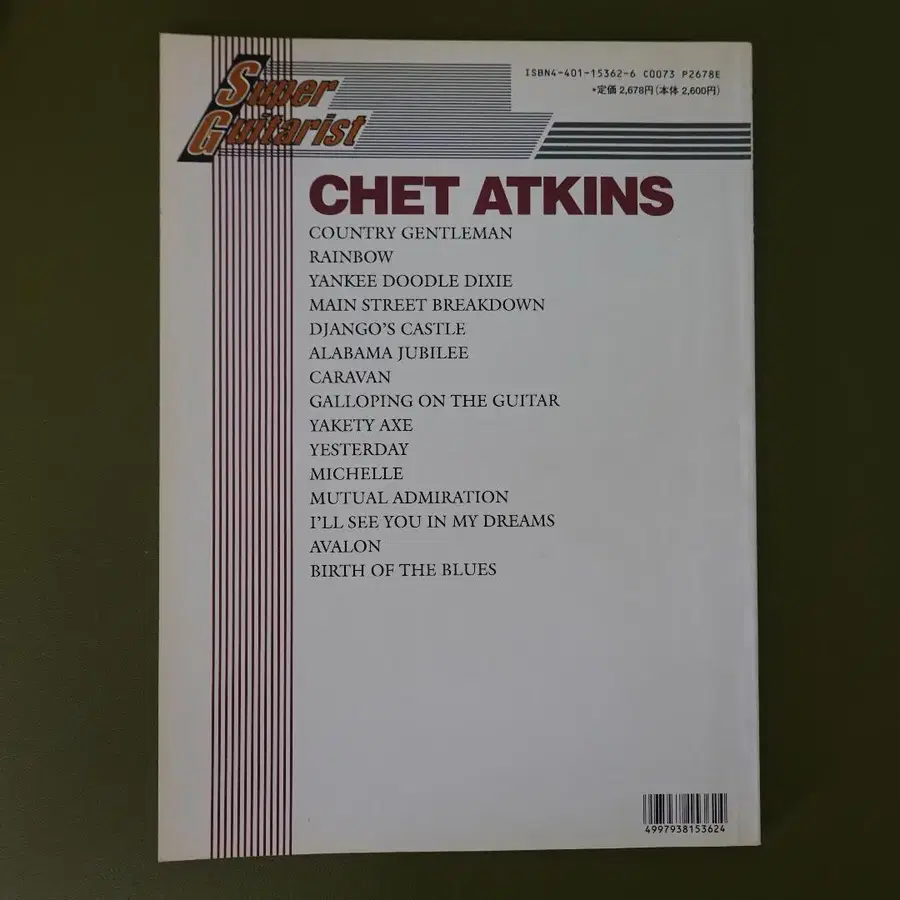 Super
Guitarist
ISBN4-401-15362-6 C0073 P2678E
•定価2,678円(本体2,600円)
CHET ATKINS
COUNTRY GENTLEMAN
RAINBOW
YANKEE DOODLE DIXIE
MAIN STREET BREAKDOWN
DJANGO'S CASTLE
ALABAMA JUBILEE
CARAVAN
GALLOPING ON THE GUITAR
YAKETY AXE
YESTERDAY
MICHELLE
MUTUAL ADMIRATION
I'LL SEE YOU IN MY DREAMS
AVALON
BIRTH OF THE BLUES
4997938153624